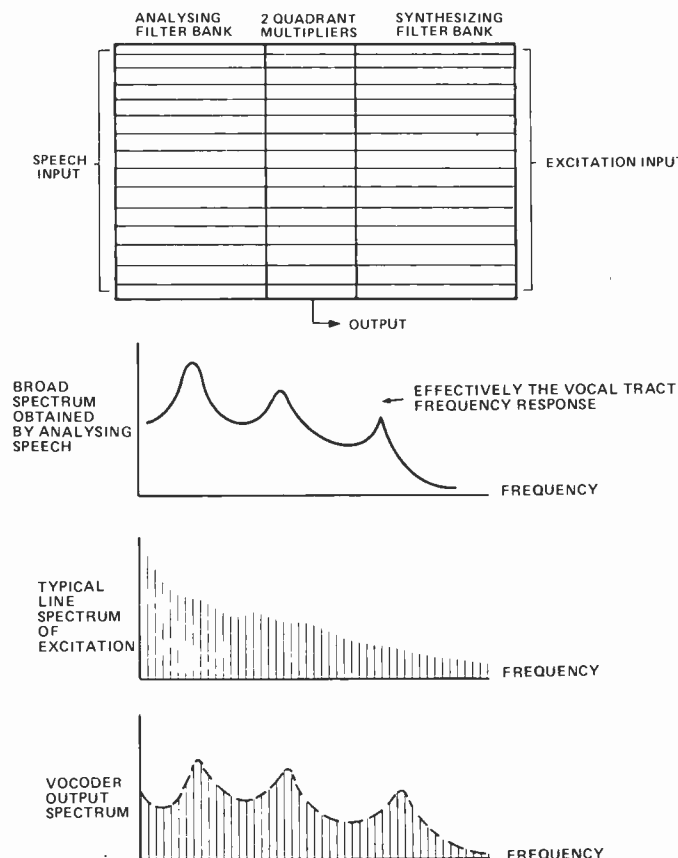 ANALYSING
FILTER BANK
2 QUADRANT
MULTIPLIERS
SYNTHESIZING
FILTER BANK
SPEECH
INPUT
EXCITATION INPUT
OUTPUT
BROAD
SPECTRUM
OBTAINED
BY ANALYSING
SPEECH
EFFECTIVELY THE VOCAL TRACT
FREQUENCY RESPONSE
FREQUENCY
TYPICAL
LINE
SPECTRUM
OF
EXCITATION
FREQUENCY
VOCODER
OUTPUT
SPECTRUM
FREQUENCY